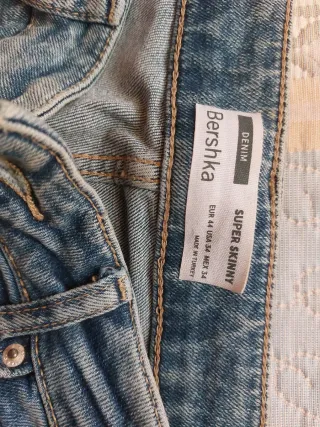 DENIM
Bershka
SUPER SKINNY
EUR 44 USA 34 MEX 34
MADE IN TURKEY